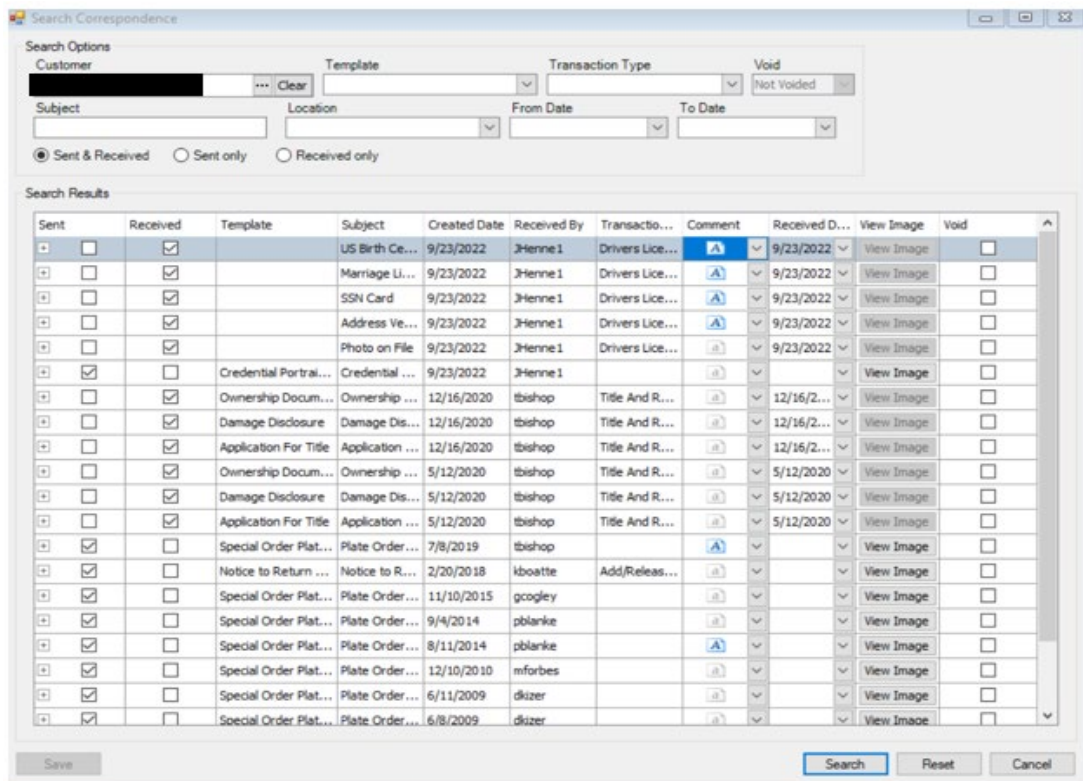 Search Correspondence
Search Options
Customer Template Transaction Type Void
... Clear Not Voided
Subject Location From Date To Date
Sent & Received Sent only Received only
Search Results
Sent Received Template Subject Created Date Received By Transactio... Comment Received D... View Image Void
US Birth Ce... 9/23/2022 JHenne1 Drivers Lice... A 9/23/2022 View Image
Marriage Li... 9/23/2022 JHenne1 Drivers Lice... A 9/23/2022 View Image
SSN Card 9/23/2022 JHenne1 Drivers Lice... A 9/23/2022 View Image
Address Ve... 9/23/2022 JHenne1 Drivers Lice... A 9/23/2022 View Image
Photo on File 9/23/2022 JHenne1 Drivers Lice... a 9/23/2022 View Image
Credential Portrai... Credential ... 9/23/2022 JHenne1 a View Image
Ownership Docum... Ownership ... 12/16/2020 tbishop Title And R... a 12/16/2... View Image
Damage Disclosure Damage Dis... 12/16/2020 tbishop Title And R... a 12/16/2... View Image
Application For Title Application ... 12/16/2020 tbishop Title And R... a 12/16/2... View Image
Ownership Docum... Ownership ... 5/12/2020 tbishop Title And R... a 5/12/2020 View Image
Damage Disclosure Damage Dis... 5/12/2020 tbishop Title And R... a 5/12/2020 View Image
Application For Title Application ... 5/12/2020 tbishop Title And R... a 5/12/2020 View Image
Special Order Plat... Plate Order... 7/8/2019 tbishop A View Image
Notice to Return ... Notice to R... 2/20/2018 kboatte Add/Releas... a View Image
Special Order Plat... Plate Order... 11/10/2015 gcogley a View Image
Special Order Plat... Plate Order... 9/4/2014 pblanke a View Image
Special Order Plat... Plate Order... 8/11/2014 pblanke A View Image
Special Order Plat... Plate Order... 12/10/2010 mforbes a View Image
Special Order Plat... Plate Order... 6/11/2009 dkizer a View Image
Special Order Plat... Plate Order... 6/8/2009 dkizer a View Image
Save Search Reset Cancel